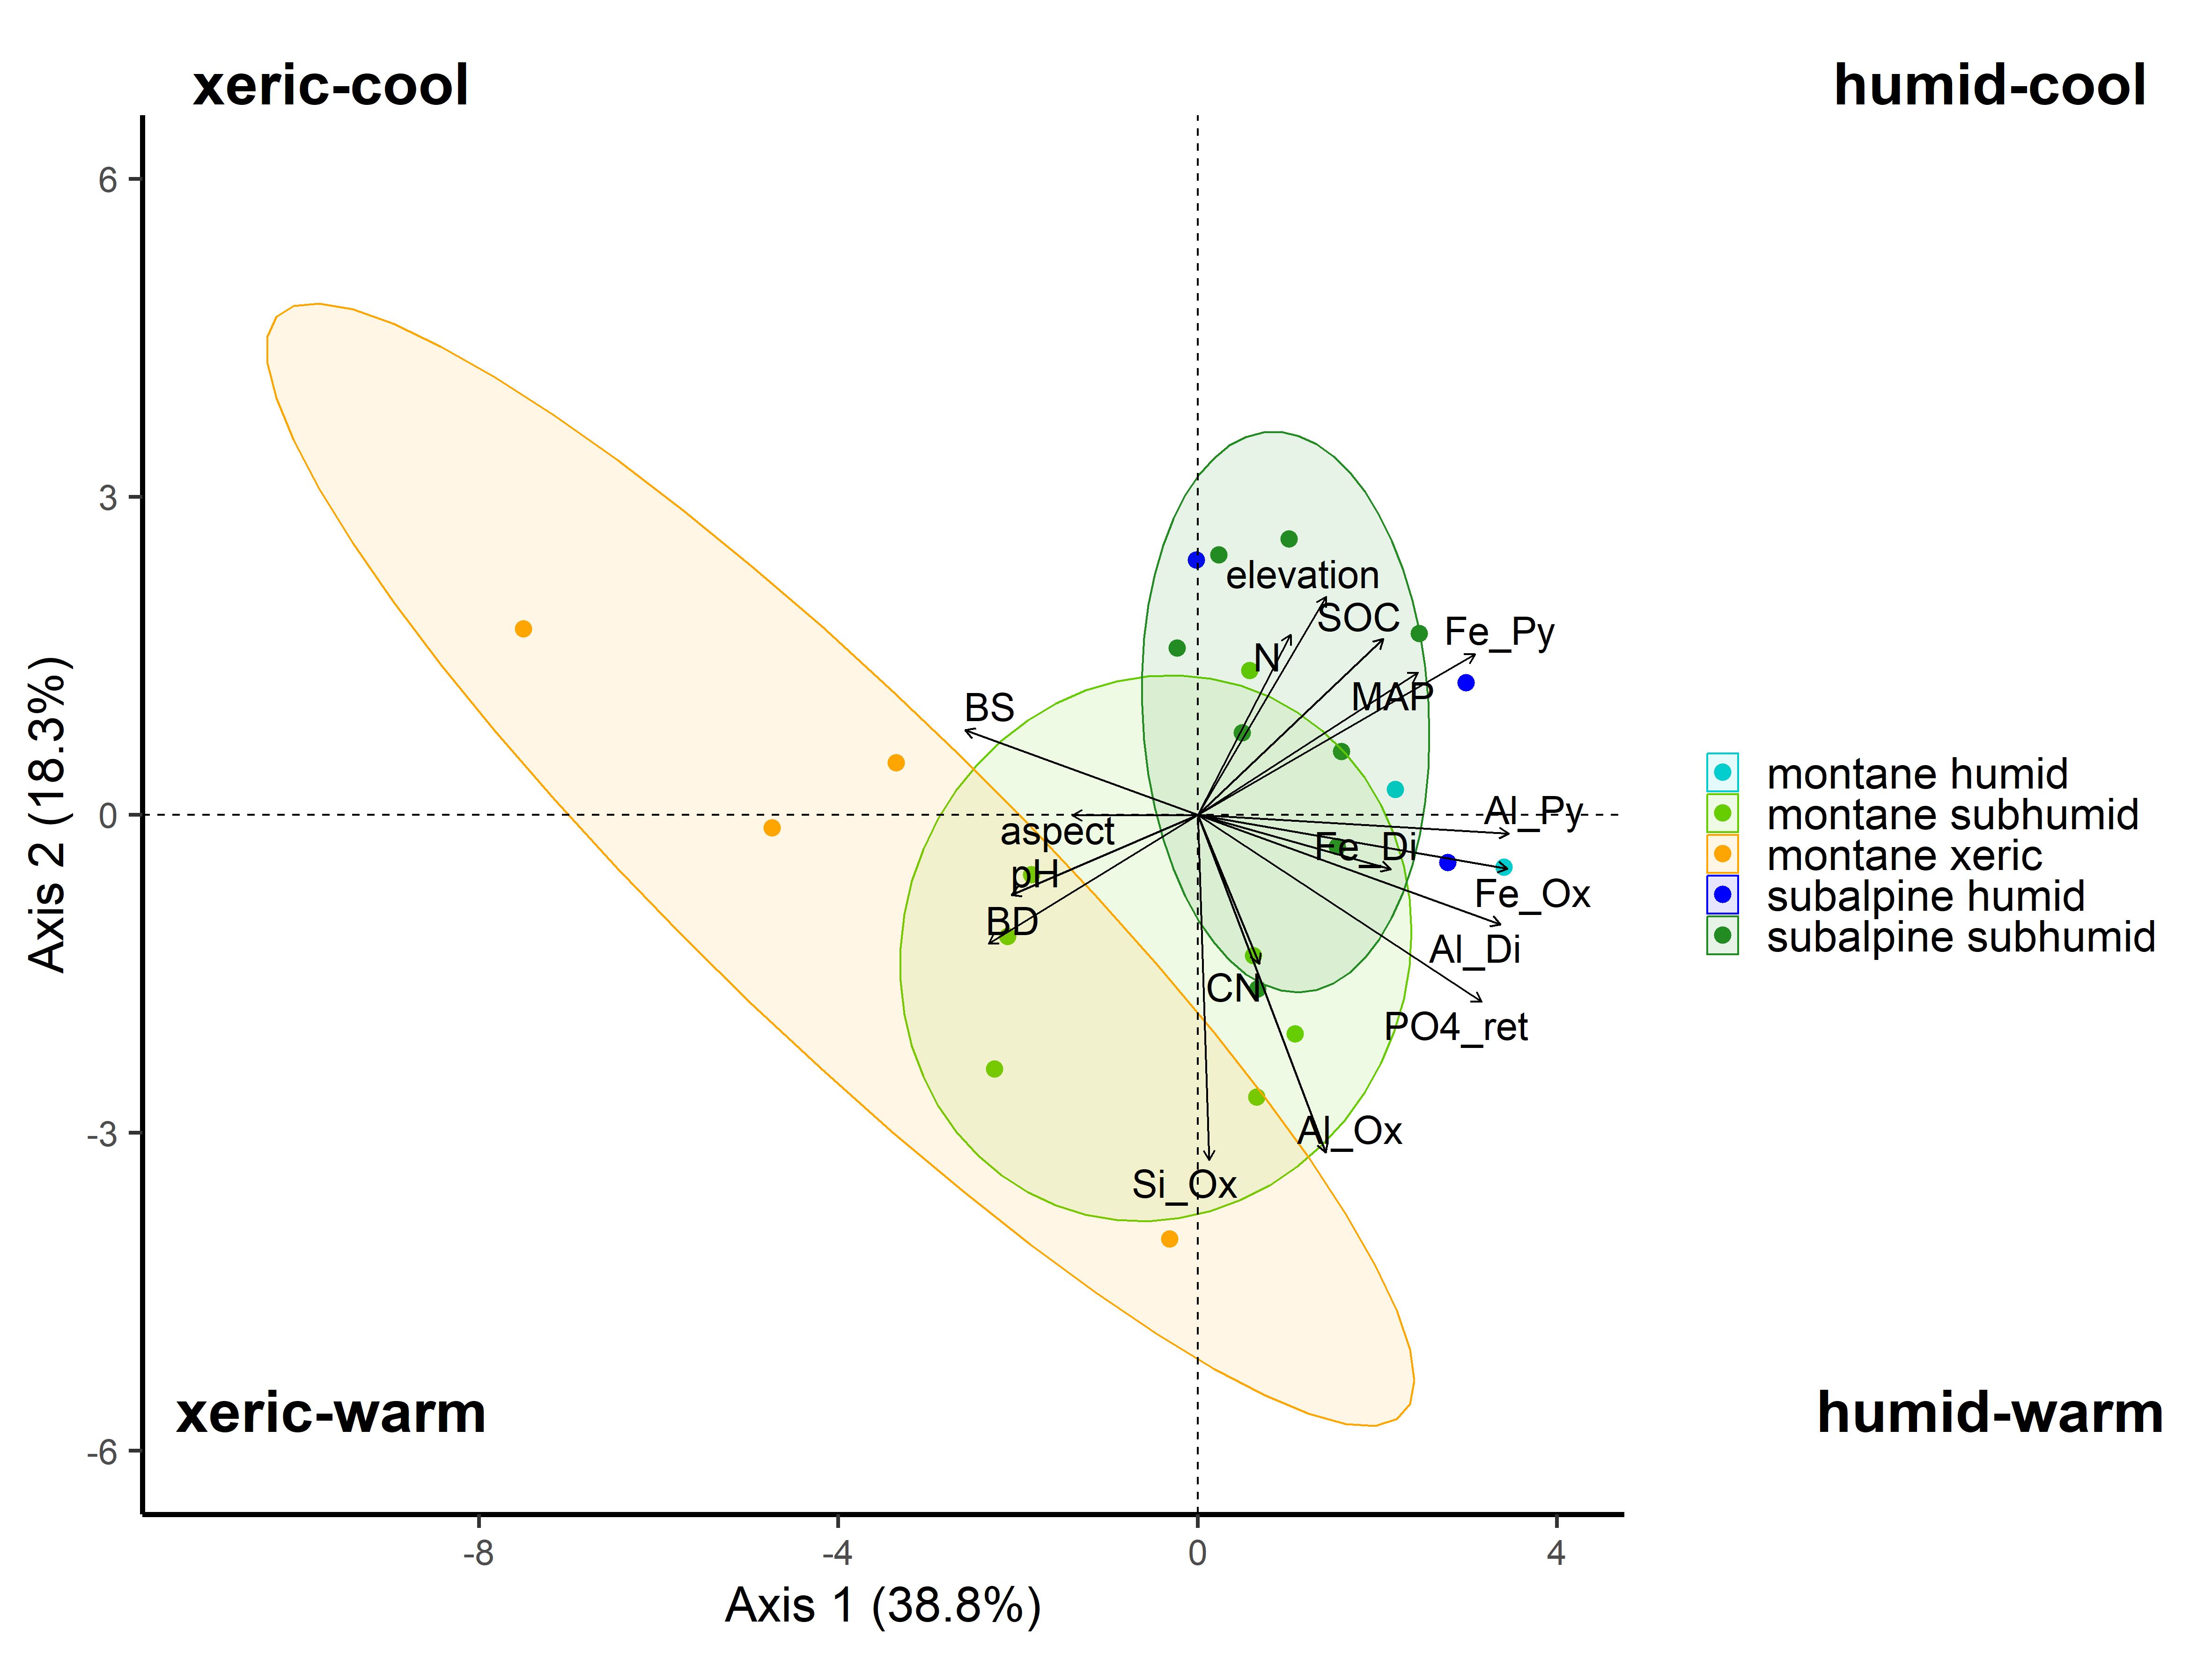 xeric-cool
humid-cool
6
3
0
-3
-6
Axis 2 (18.3%)
elevation
SOC
Fe_Py
N
MAP
BS
Al_Py
aspect
Fe_Di
pH
Fe_Ox
BD
Al_Di
CN
PO4_ret
Al_Ox
Si_Ox
montane humid
montane subhumid
montane xeric
subalpine humid
subalpine subhumid
xeric-warm
humid-warm
-8
-4
0
4
Axis 1 (38.8%)